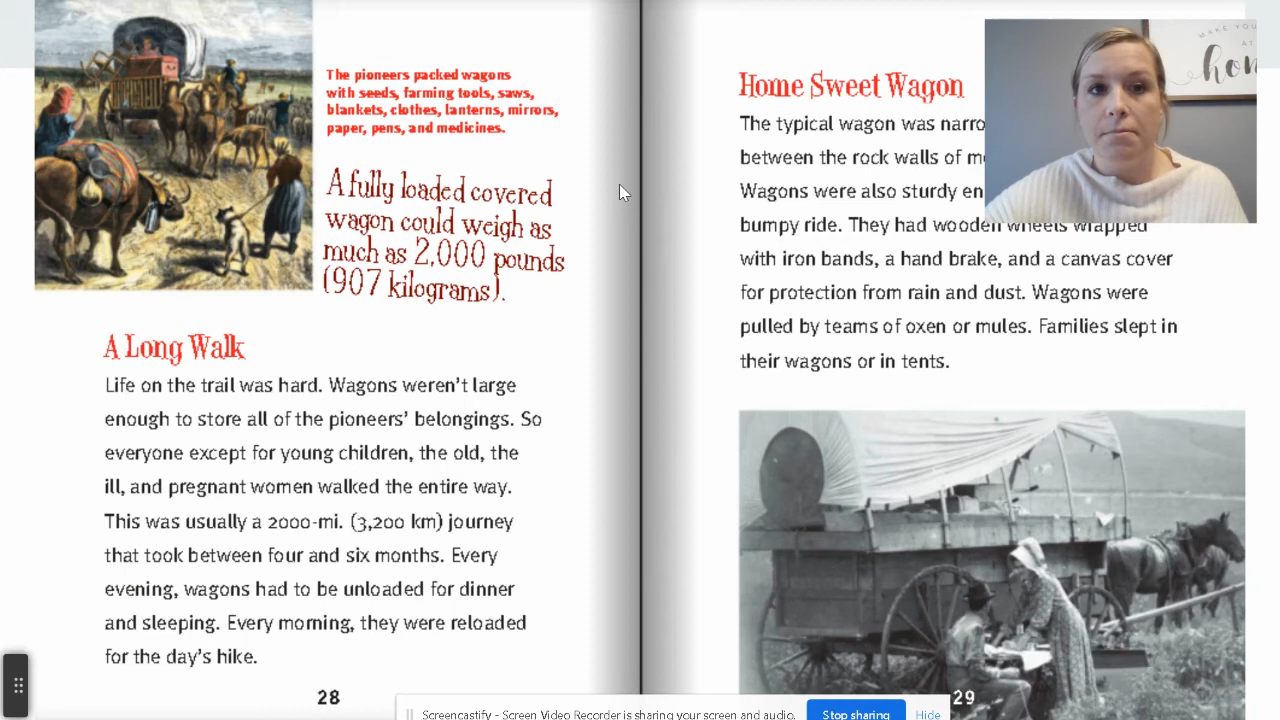 The pioneers packed wagons
with seeds, farming tools, saws,
blankets, clothes, lanterns, mirrors,
paper, pens, and medicines.
A fully loaded covered
wagon could weigh as
much as 2,000 pounds
(907 kilograms).
A Long Walk
Life on the trail was hard. Wagons weren't large
enough to store all of the pioneers' belongings. So
everyone except for young children, the old, the
ill, and pregnant women walked the entire way.
This was usually a 2000-mi. (3,200 km) journey
that took between four and six months. Every
evening, wagons had to be unloaded for dinner
and sleeping. Every morning, they were reloaded
for the day's hike.
28
Home Sweet Wagon
The typical wagon was
between the rock walls of
Wagons were also sturdy
bumpy ride. They had wooden wheels wrapped
with iron bands, a hand brake, and a canvas cover
for protection from rain and dust. Wagons were
pulled by teams of oxen or mules. Families slept in
their wagons or in tents.
29
MAKE
AT
Screencastify - Screen Video Recorder is sharing your screen and audio.
Stop sharing
Hide